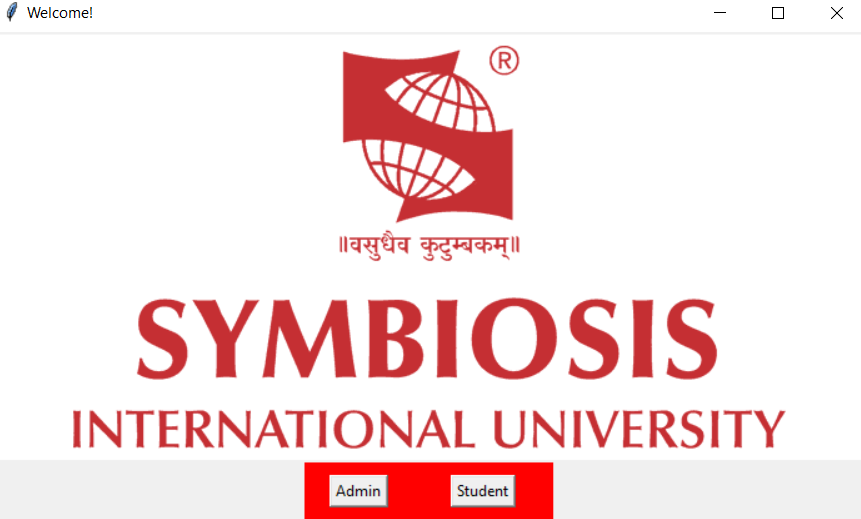 Welcome!
®
॥वसुधैव कुटुम्बकम्॥
SYMBIOSIS
INTERNATIONAL UNIVERSITY
Admin Student